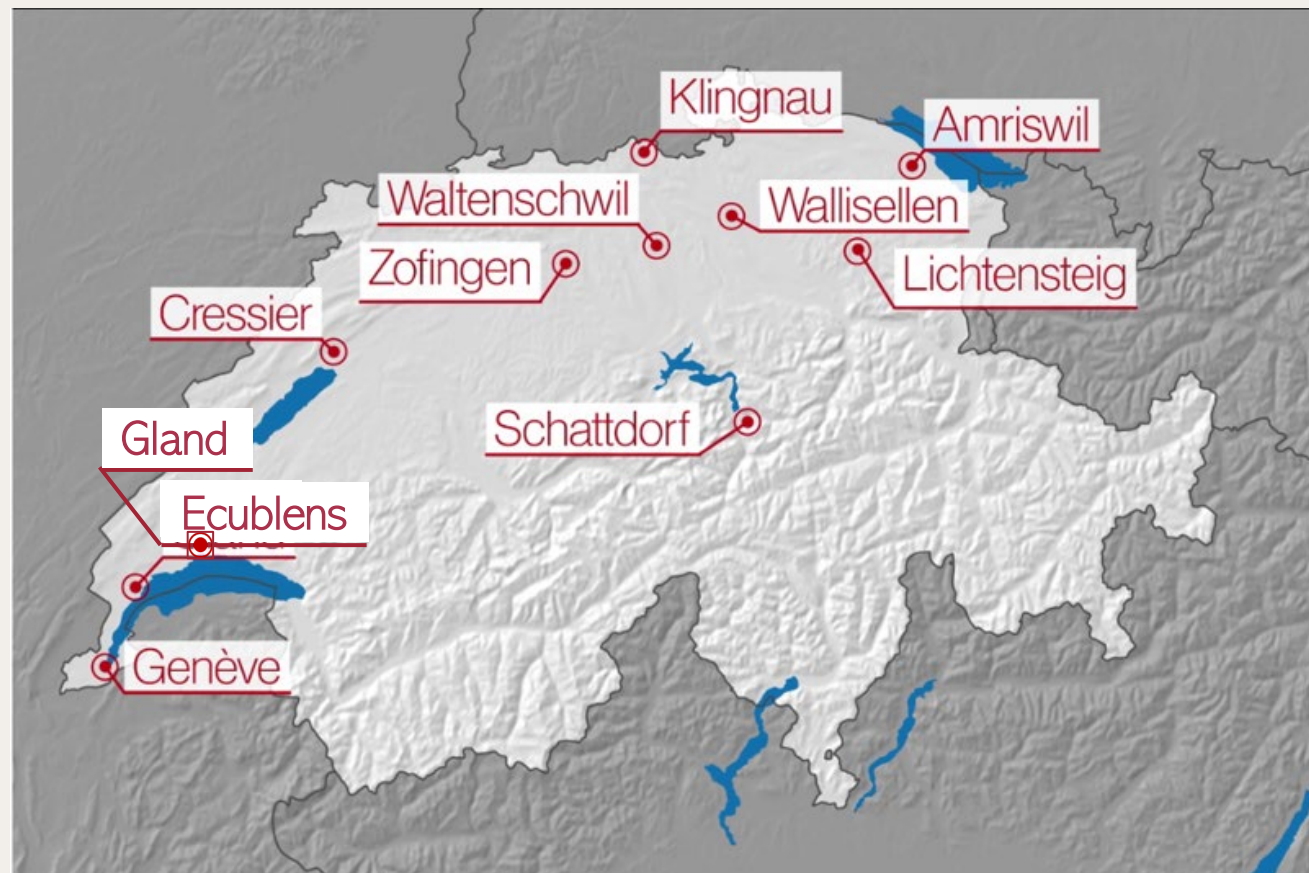 Klingnau
Amriswil
Waltenschwil
Wallisellen
Zofingen
Lichtensteig
Cressier
Schattdorf
Gland
Ecublens
Genève